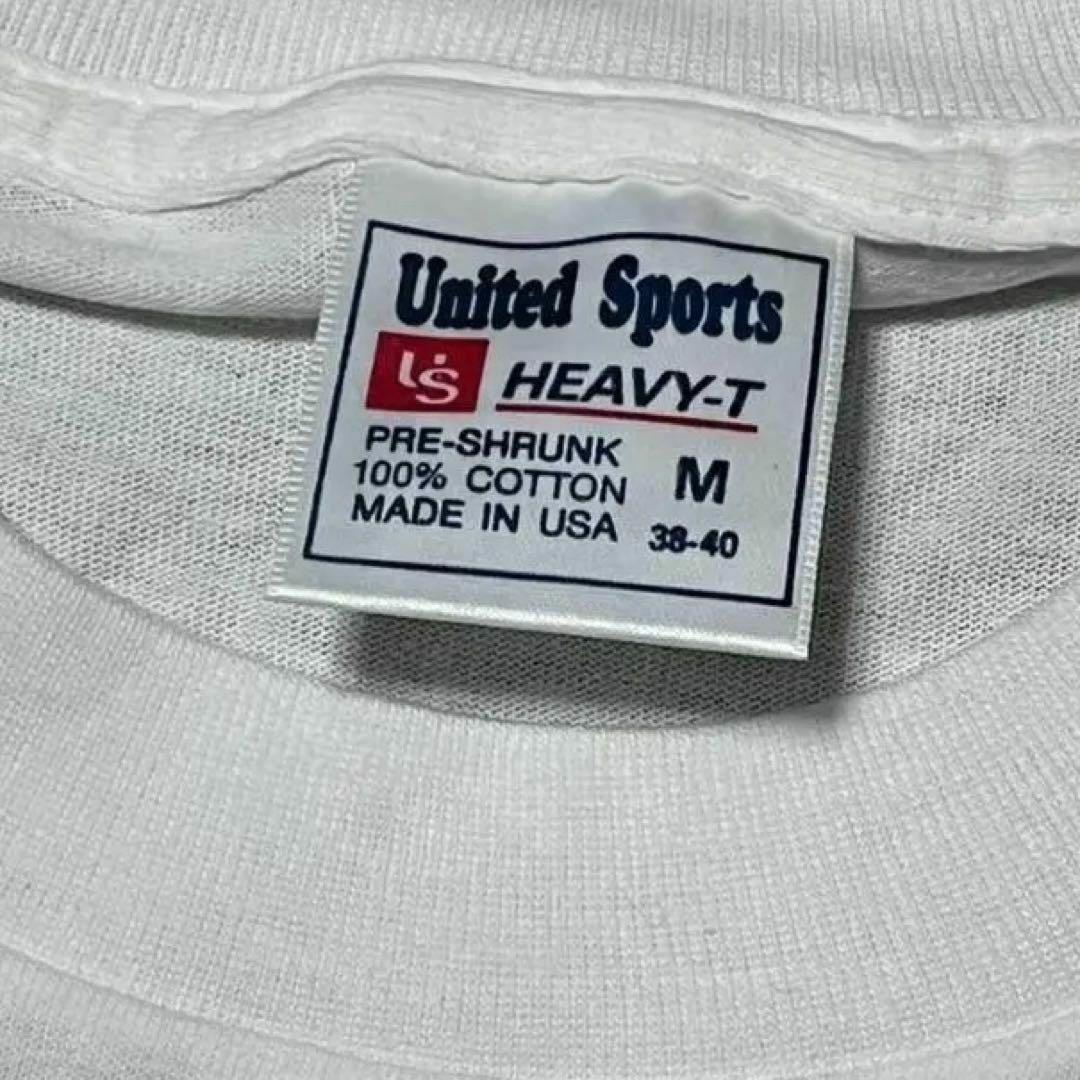 United Sports
US HEAVY-T
PRE-SHRUNK
100% COTTON M
MADE IN USA 38-40